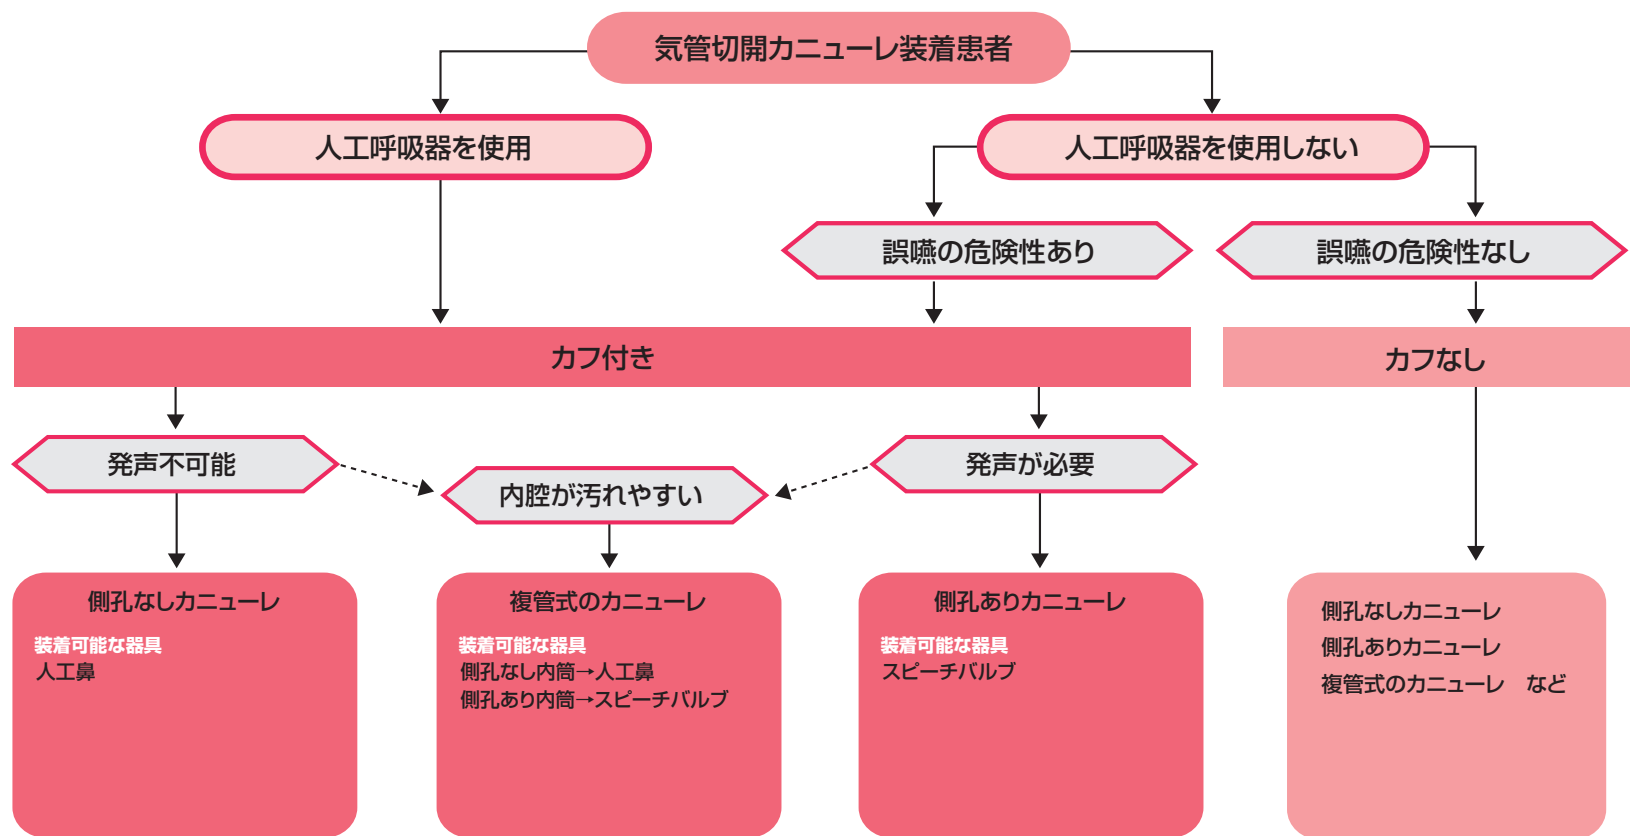 気管切開カニューレ装着患者
人工呼吸器を使用
人工呼吸器を使用しない
誤嚥の危険性あり
誤嚥の危険性なし
カフ付き
カフなし
発声不可能
内腔が汚れやすい
発声が必要
側孔なしカニューレ
装着可能な器具
人工鼻
複管式のカニューレ
装着可能な器具
側孔なし内筒→人工鼻
側孔あり内筒→スピーチバルブ
側孔ありカニューレ
装着可能な器具
スピーチバルブ
側孔なしカニューレ
側孔ありカニューレ
複管式のカニューレ　など